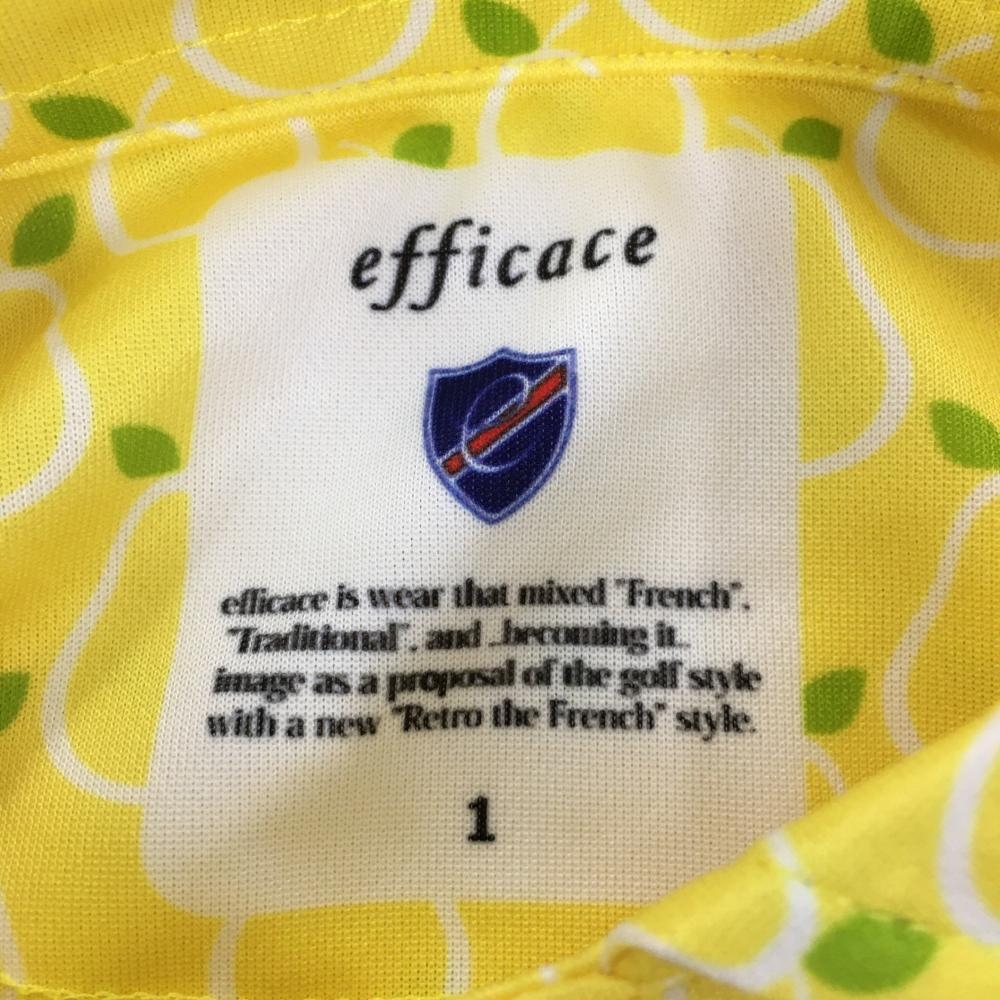 efficace
e
efficace is wear that mixed "French".
"Traditional". and ..becoming it..
image as a proposal of the golf style
with a new "Retro the French" style.
1